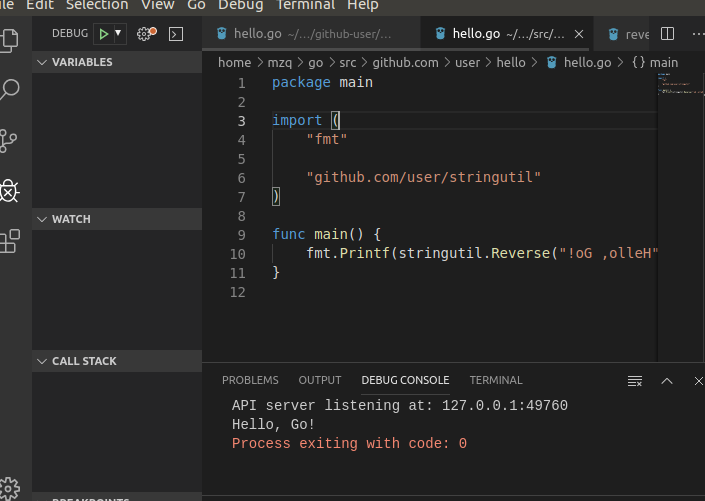 Edit Selection View Go Debug Terminal Help
DEBUG
hello.go ~/.../github-user/...
hello.go ~/.../src/...
VARIABLES
home > mzq > go > src > github.com > user > hello > hello.go > {} main
1 package main
2
3 import (
4 "fmt"
5
6 "github.com/user/stringutil"
7 )
8
9 func main() {
10 fmt.Printf(stringutil.Reverse("!oG ,olleH"
11 }
12
WATCH
CALL STACK
PROBLEMS OUTPUT DEBUG CONSOLE TERMINAL
API server listening at: 127.0.0.1:49760
Hello, Go!
Process exiting with code: 0
BREAKPOINTS